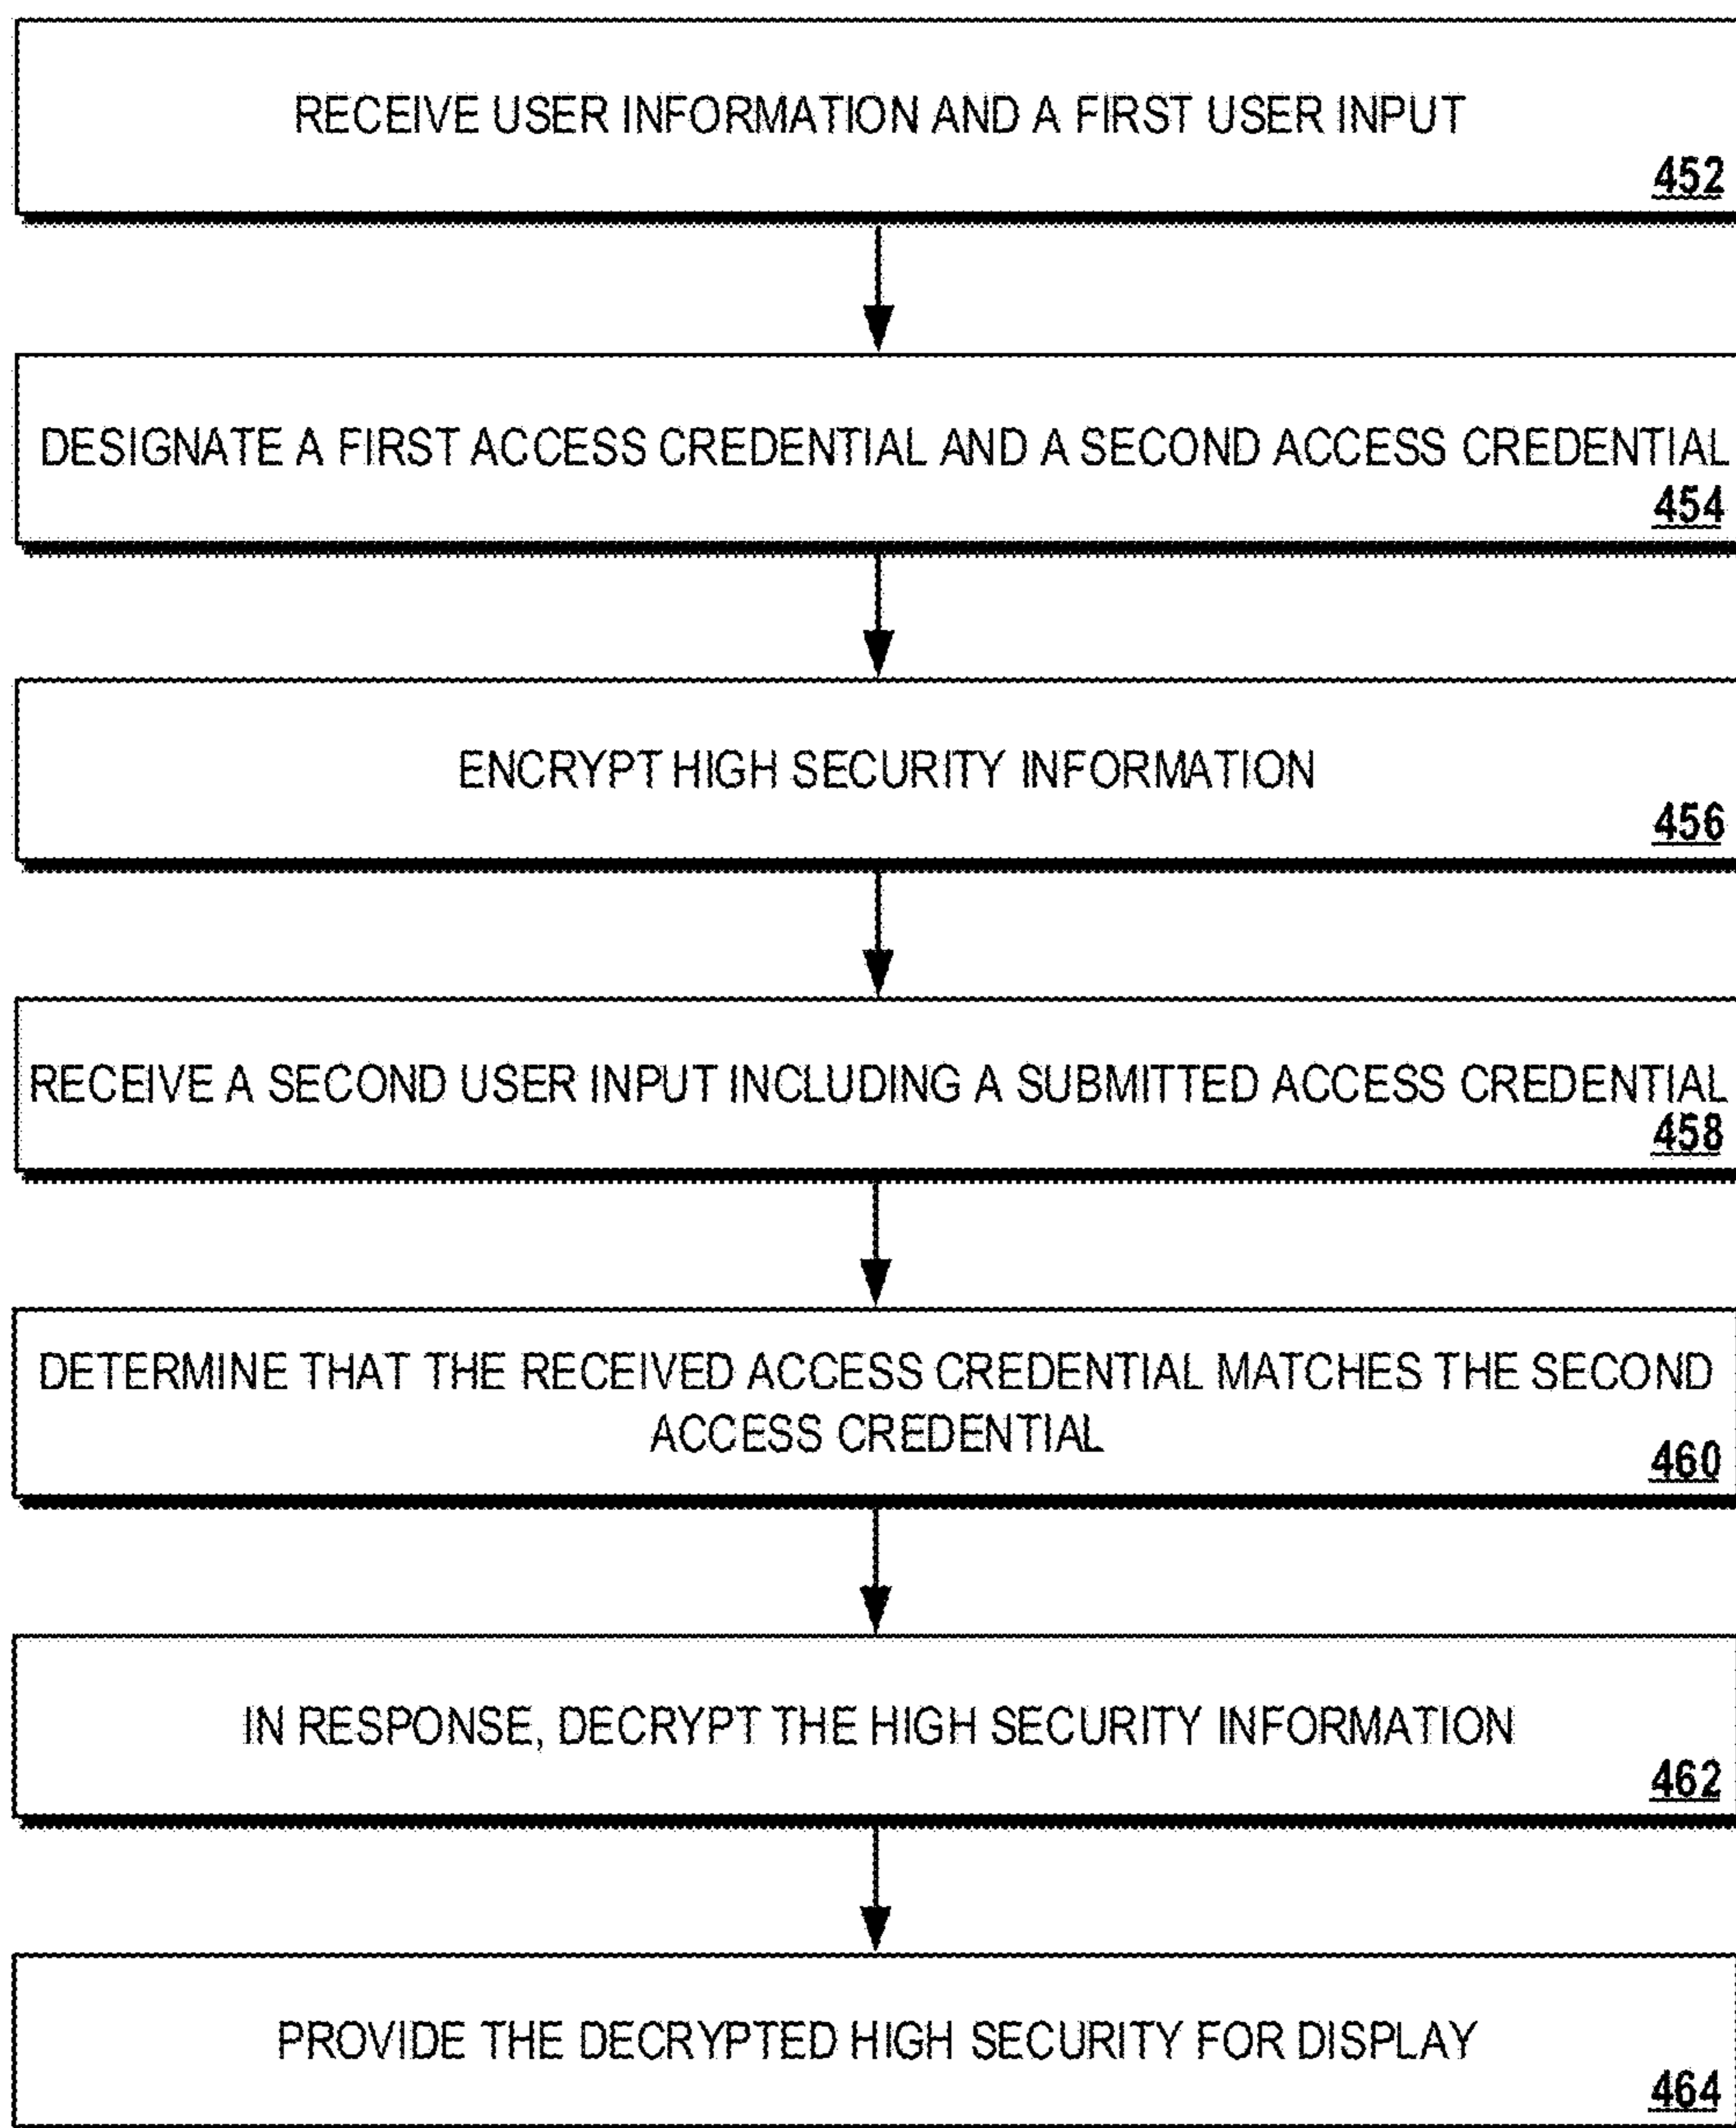 RECEIVE USER INFORMATION AND A FIRST USER INPUT
452
DESIGNATE A FIRST ACCESS CREDENTIAL AND A SECOND ACCESS CREDENTIAL
454
ENCRYPT HIGH SECURITY INFORMATION
456
RECEIVE A SECOND USER INPUT INCLUDING A SUBMITTED ACCESS CREDENTIAL
458
DETERMINE THAT THE RECEIVED ACCESS CREDENTIAL MATCHES THE SECOND
ACCESS CREDENTIAL
460
IN RESPONSE, DECRYPT THE HIGH SECURITY INFORMATION
462
PROVIDE THE DECRYPTED HIGH SECURITY FOR DISPLAY
464